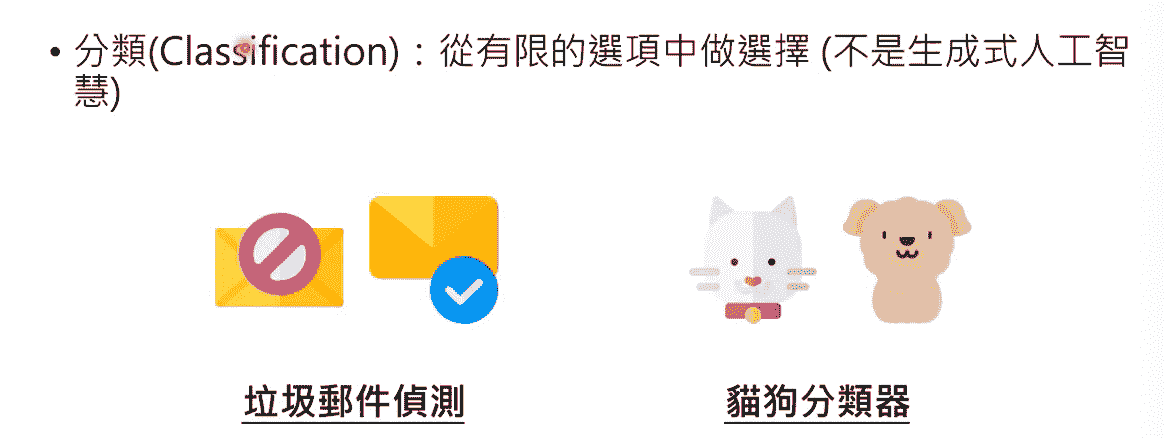 • 分類(Classification)：從有限的選項中做選擇 (不是生成式人工智
慧)
垃圾郵件偵測
貓狗分類器